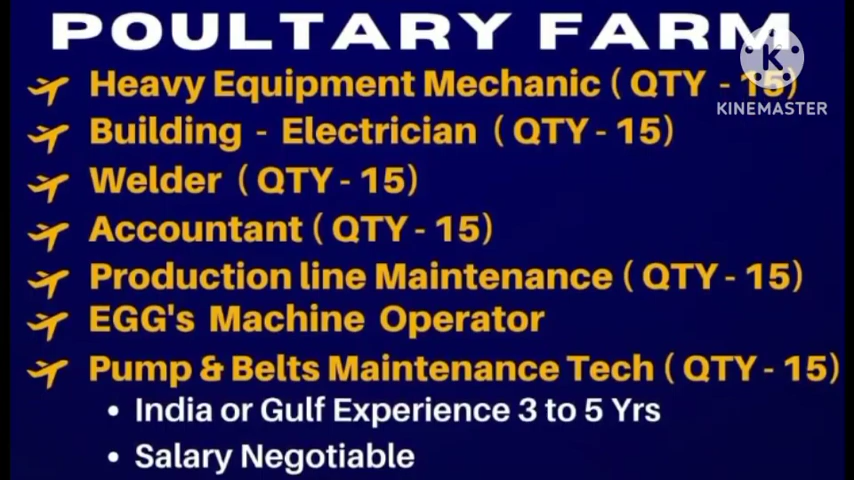 POULTARY FARM
Heavy Equipment Mechanic ( QTY - 15)
KINEMASTER
Building - Electrician ( QTY - 15)
Welder ( QTY - 15)
Accountant ( QTY - 15)
Production line Maintenance ( QTY - 15)
EGG's Machine Operator
Pump & Belts Maintenance Tech ( QTY - 15)
• India or Gulf Experience 3 to 5 Yrs
• Salary Negotiable